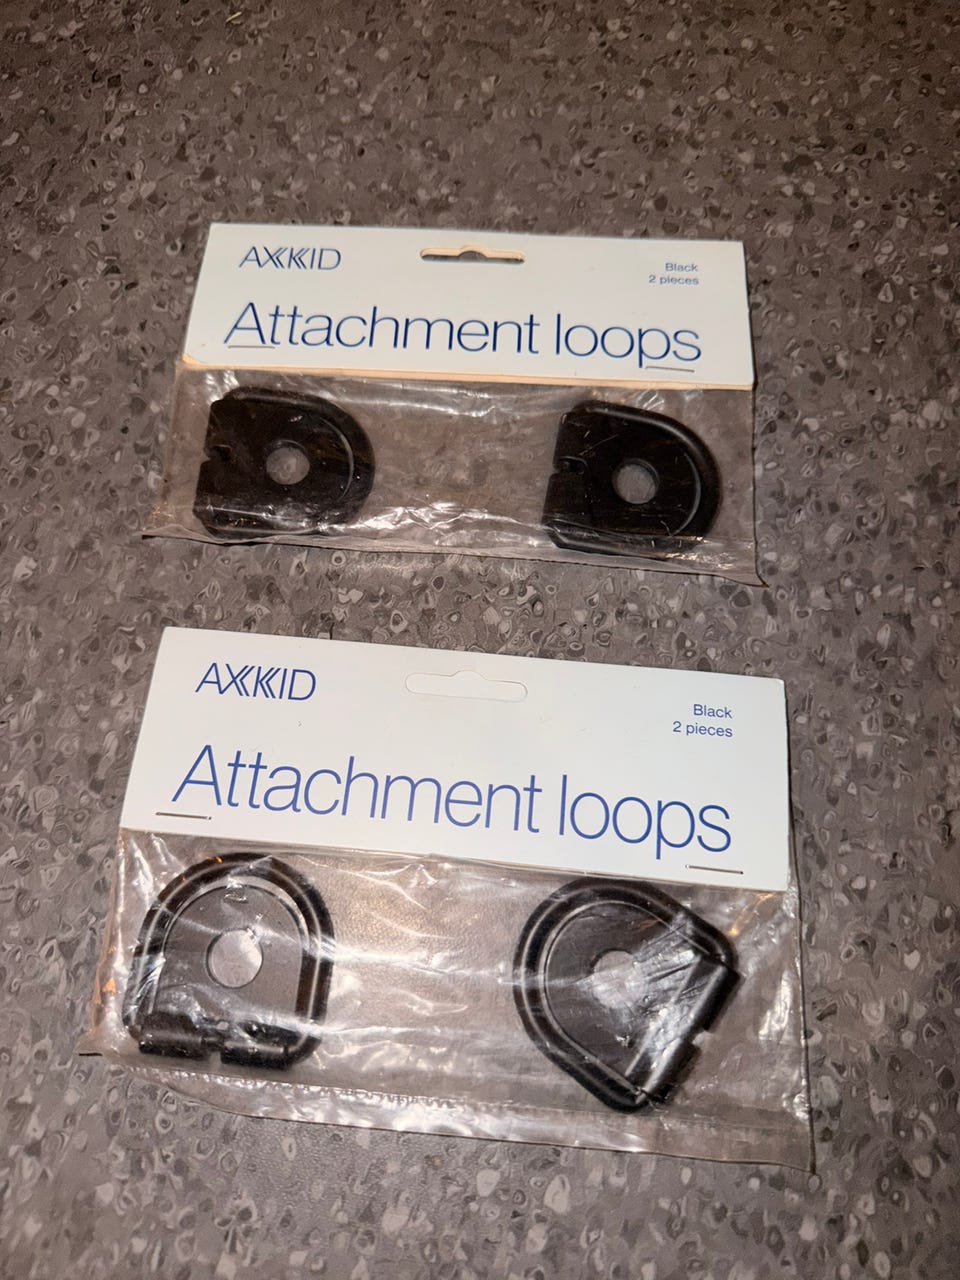 AXKID
Black
2 pieces
Attachment loops
AXKID
Black
2 pieces
Attachment loops